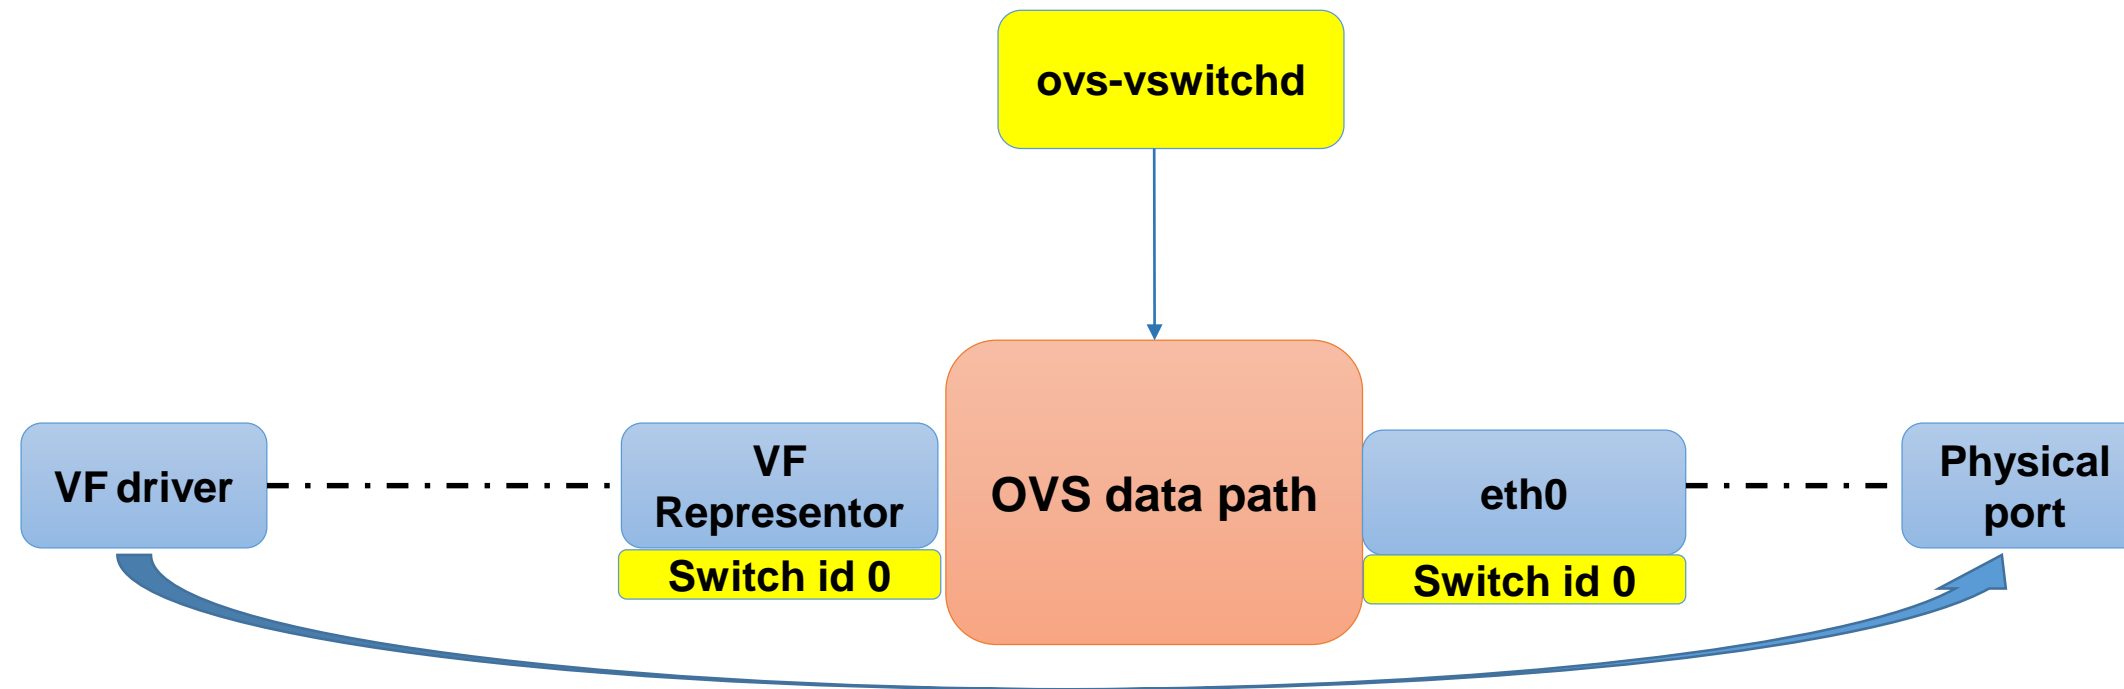 ovs-vswitchd
VF driver
VF
Representor
Switch id 0
OVS data path
eth0
Switch id 0
Physical
port